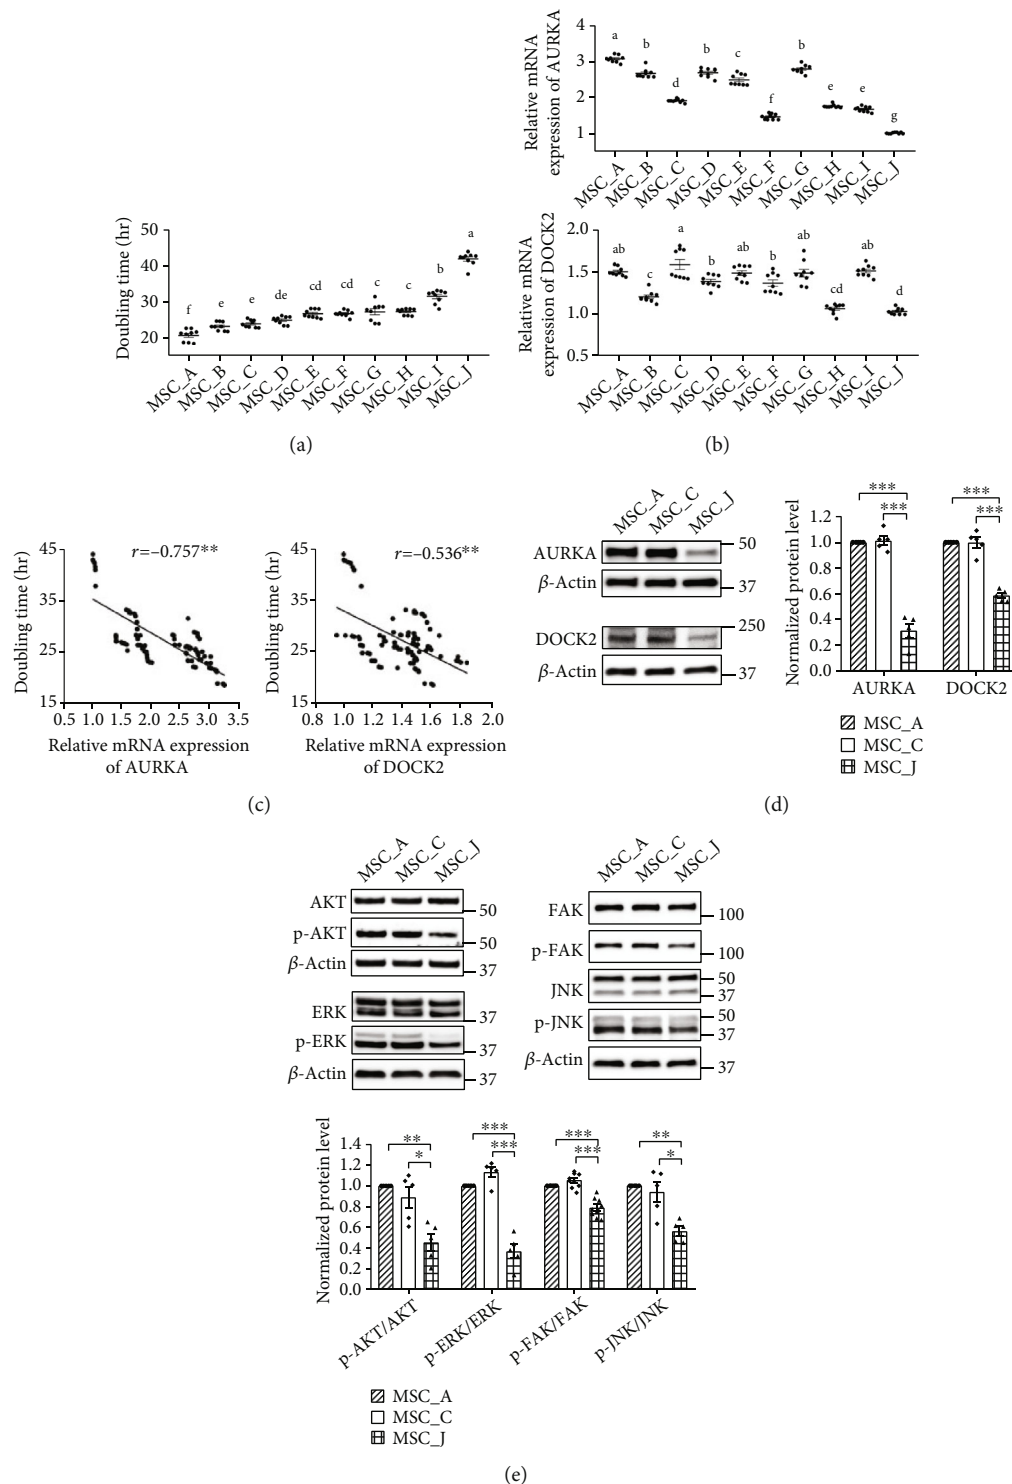 Doubling time (hr)
50
40
30
20
f
e
e
de
cd
cd
c
c
b
a
MSC_A
MSC_B
MSC_C
MSC_D
MSC_E
MSC_F
MSC_G
MSC_H
MSC_I
MSC_J
(a)
Relative mRNA
expression of AURKA
4
3
2
1
a
b
d
b
c
f
g
e
e
g
MSC_A
MSC_B
MSC_C
MSC_D
MSC_E
MSC_F
MSC_G
MSC_H
MSC_I
MSC_J
Relative mRNA
expression of DOCK2
2.0
1.5
1.0
0.5
ab
c
a
b
ab
b
ab
cd
ab
d
MSC_A
MSC_B
MSC_C
MSC_D
MSC_E
MSC_F
MSC_G
MSC_H
MSC_I
MSC_J
(b)
Doubling time (hr)
45
35
25
15
r=–0.757**
0.5 1.0 2.0 2.5 3.0 3.5
Relative mRNA expression
of AURKA
Doubling time (hr)
45
35
25
15
r=–0.536**
0.8 1.0 1.2 1.4 1.6 1.8 2.0
Relative mRNA expression
of DOCK2
(c)
MSC_A
MSC_C
MSC_J
AURKA
50
β-Actin
37
DOCK2
250
β-Actin
37
Normalized protein level
1.2
1.0
0.8
0.6
0.4
0.2
0.0
***
***
***
***
AURKA DOCK2
MSC_A
MSC_C
MSC_J
(d)
MSC_A
MSC_C
MSC_J
AKT
50
p-AKT
50
β-Actin
37
ERK
37
p-ERK
37
β-Actin
37
MSC_A
MSC_C
MSC_J
FAK
100
p-FAK
100
JNK
50
37
p-JNK
50
37
β-Actin
37
Normalized protein level
1.4
1.2
1.0
0.8
0.6
0.4
0.2
0.0
**
*
***
***
***
***
**
*
p-AKT/AKT
p-ERK/ERK
p-FAK/FAK
p-JNK/JNK
MSC_A
MSC_C
MSC_J
(e)